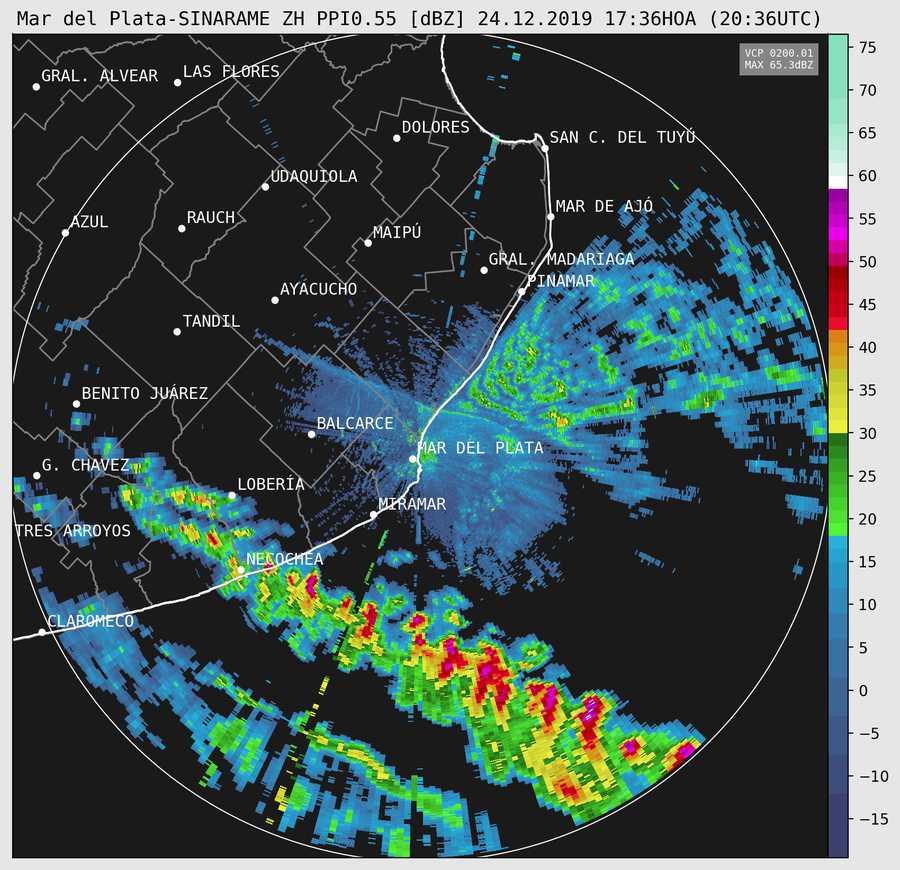 Mar del Plata-SINARAME ZH PPI0.55 [dBZ] 24.12.2019 17:36HOA (20:36UTC)
VCP 0200.01
MAX 65.3dBZ
GRAL. ALVEAR
LAS FLORES
DOLORES
SAN C. DEL TUYÚ
UDAQUIOLA
AZUL
RAUCH
MAR DE AJÓ
MAIPÚ
GRAL. MADARIAGA
PINAMAR
AYACUCHO
TANDIL
BENITO JUÁREZ
BALCARCE
MAR DEL PLATA
G. CHAVEZ
LOBERÍA
MIRAMAR
TRES ARROYOS
NECOCHEA
CLAROMECO
75
70
65
60
55
50
45
40
35
30
25
20
15
10
5
0
−5
−10
−15